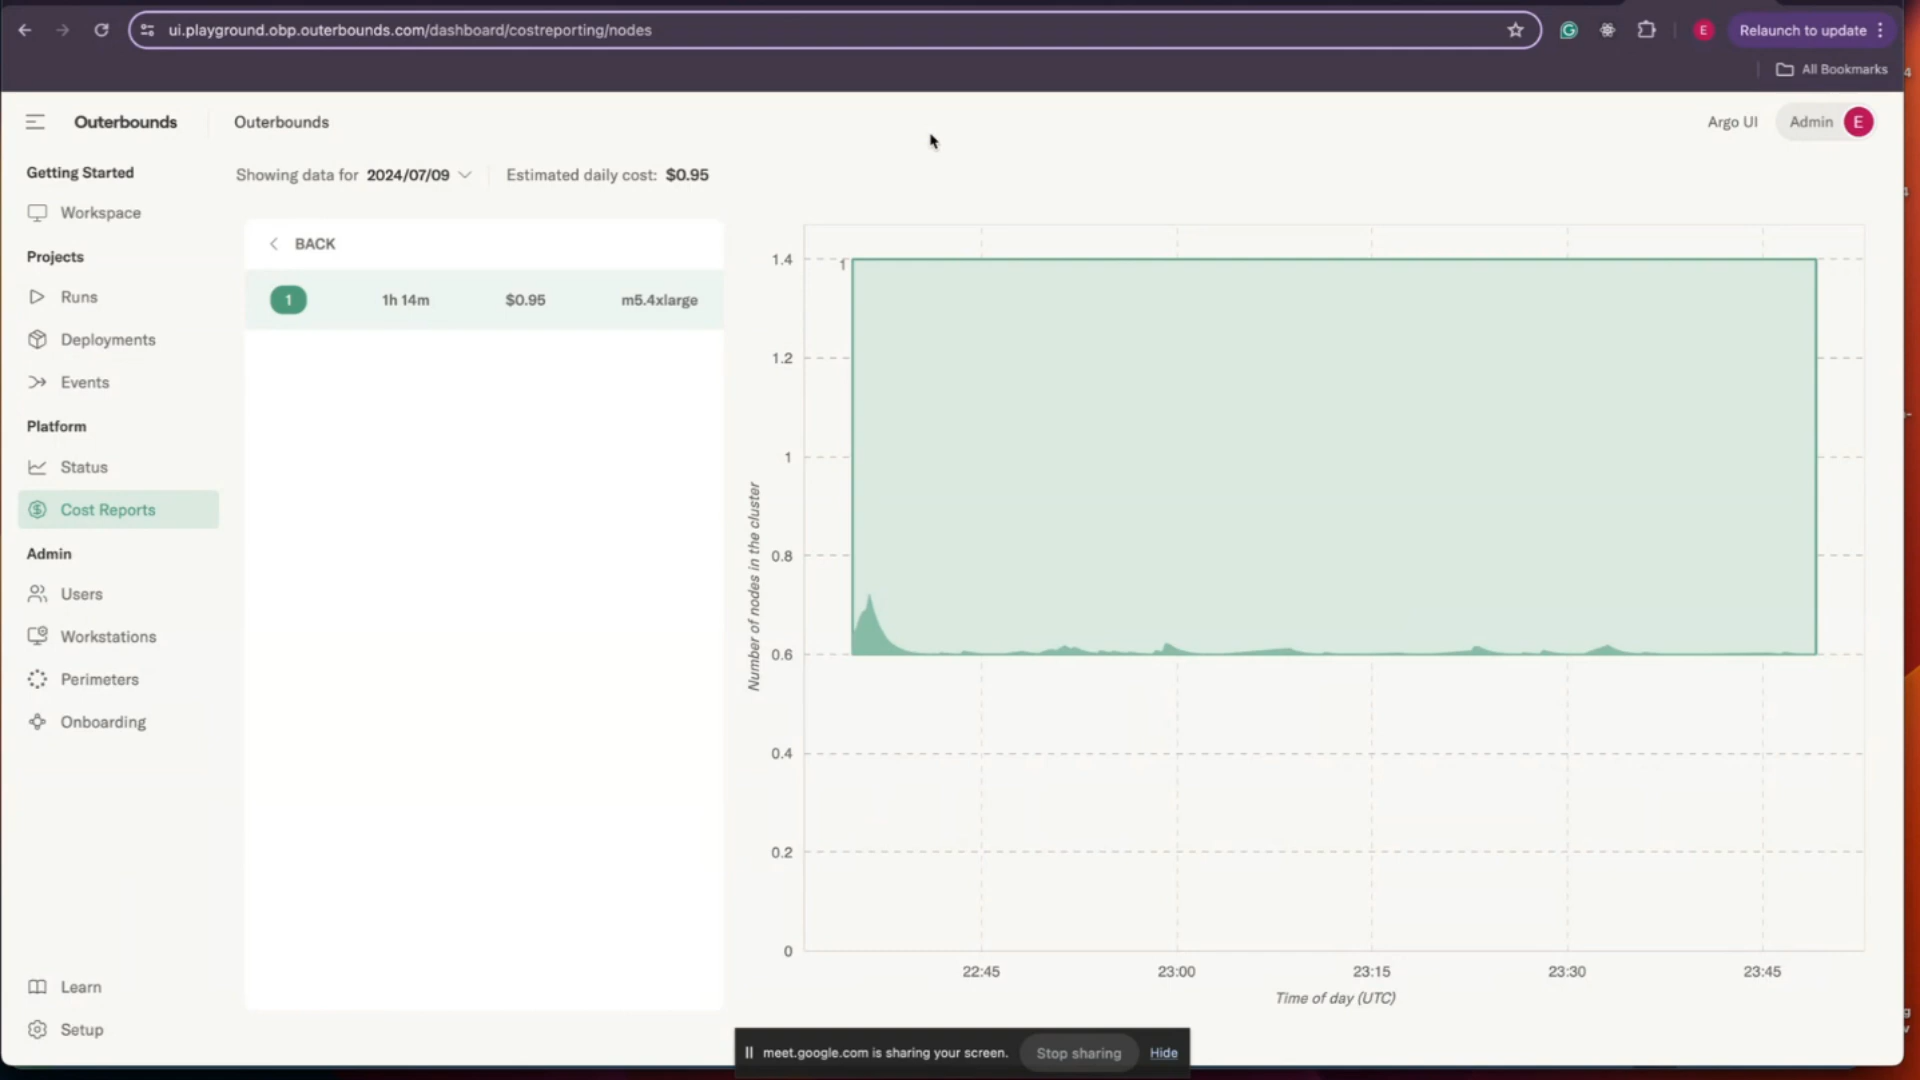 ui.playground.obp.outerbounds.com/dashboard/costreporting/nodes
E
Relaunch to update
All Bookmarks
Outerbounds
Outerbounds
Argo UI
Admin
E
Getting Started
Workspace
Projects
Runs
Deployments
Events
Platform
Status
Cost Reports
Admin
Users
Workstations
Perimeters
Onboarding
Learn
Setup
Showing data for 2024/07/09
Estimated daily cost: $0.95
BACK
1 1h 14m $0.95 m5.4xlarge
Number of nodes in the cluster
1.4
1
1.2
1
0.8
0.6
0.4
0.2
0
22:45 23:00 23:15 23:30 23:45
Time of day (UTC)
meet.google.com is sharing your screen. Stop sharing Hide